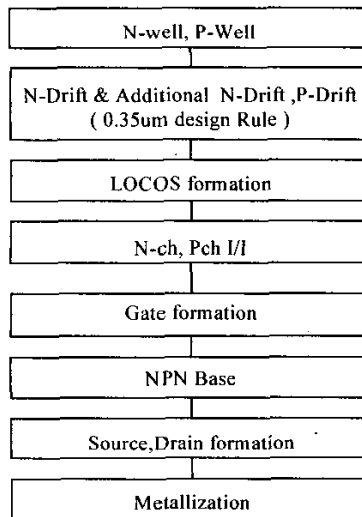 N-well, P-Well
N-Drift & Additional N-Drift ,P-Drift
( 0.35um design Rule )
LOCOS formation
N-ch, Pch I/I
Gate formation
NPN Base
Source,Drain formation
Metallization